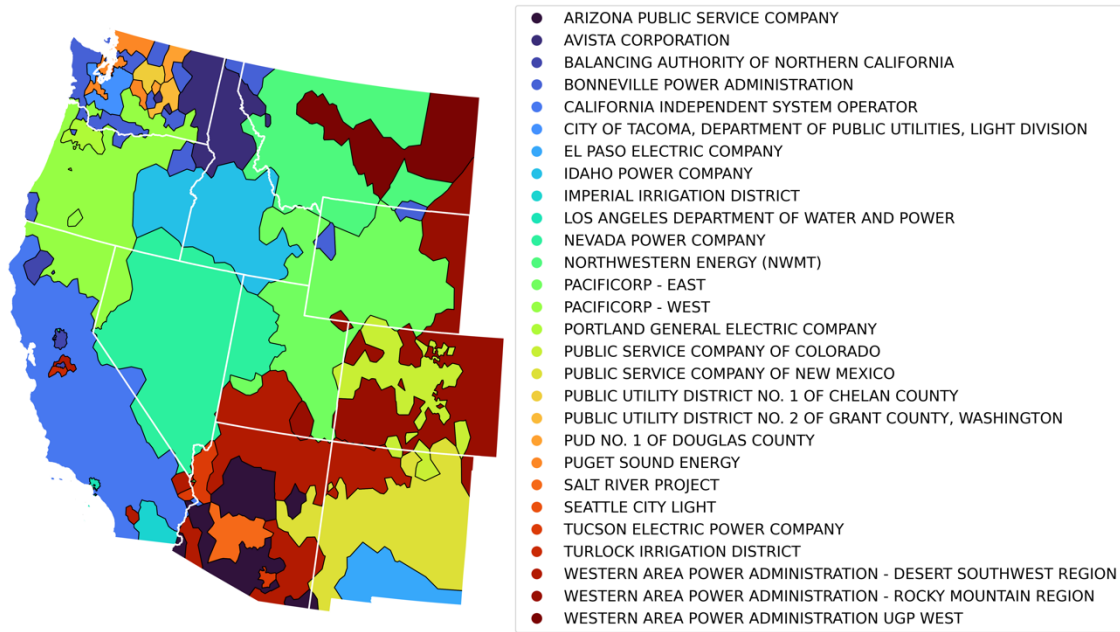 ARIZONA PUBLIC SERVICE COMPANY
AVISTA CORPORATION
BALANCING AUTHORITY OF NORTHERN CALIFORNIA
BONNEVILLE POWER ADMINISTRATION
CALIFORNIA INDEPENDENT SYSTEM OPERATOR
CITY OF TACOMA, DEPARTMENT OF PUBLIC UTILITIES, LIGHT DIVISION
EL PASO ELECTRIC COMPANY
IDAHO POWER COMPANY
IMPERIAL IRRIGATION DISTRICT
LOS ANGELES DEPARTMENT OF WATER AND POWER
NEVADA POWER COMPANY
NORTHWESTERN ENERGY (NWMT)
PACIFICORP - EAST
PACIFICORP - WEST
PORTLAND GENERAL ELECTRIC COMPANY
PUBLIC SERVICE COMPANY OF COLORADO
PUBLIC SERVICE COMPANY OF NEW MEXICO
PUBLIC UTILITY DISTRICT NO. 1 OF CHELAN COUNTY
PUBLIC UTILITY DISTRICT NO. 2 OF GRANT COUNTY, WASHINGTON
PUD NO. 1 OF DOUGLAS COUNTY
PUGET SOUND ENERGY
SALT RIVER PROJECT
SEATTLE CITY LIGHT
TUCSON ELECTRIC POWER COMPANY
TURLOCK IRRIGATION DISTRICT
WESTERN AREA POWER ADMINISTRATION - DESERT SOUTHWEST REGION
WESTERN AREA POWER ADMINISTRATION - ROCKY MOUNTAIN REGION
WESTERN AREA POWER ADMINISTRATION UGP WEST